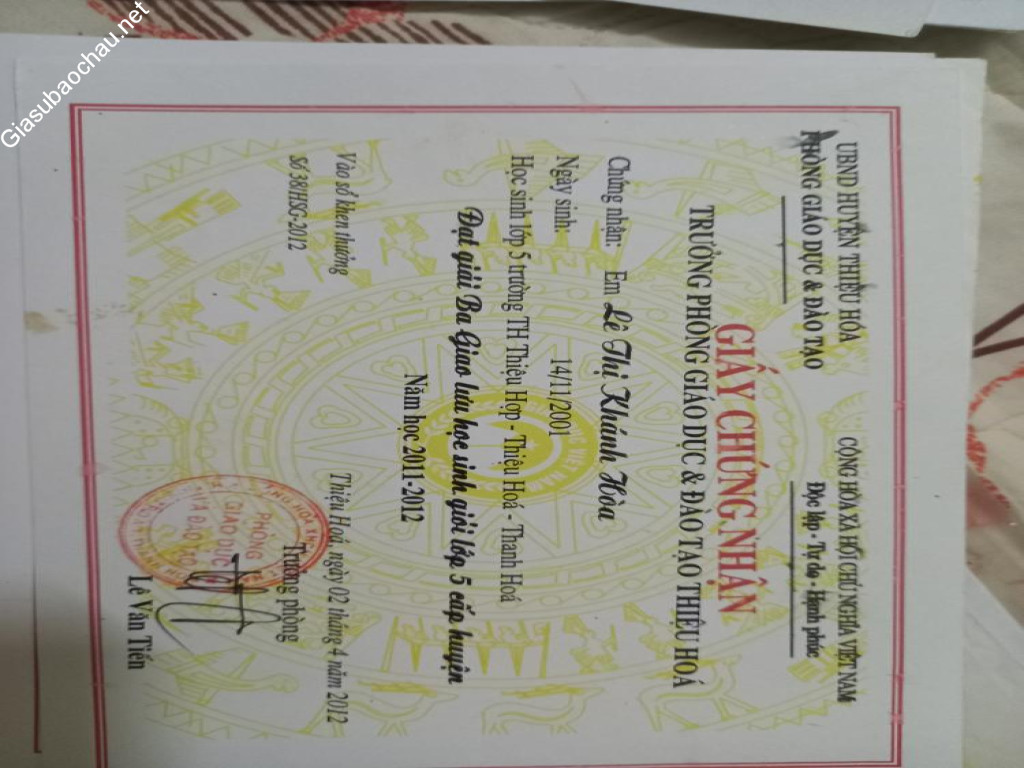 Giasubaochau.net
UBND HUYỆN THIỆU HÓA
PHÒNG GIÁO DỤC & ĐÀO TẠO
CỘNG HÒA XÃ HỘI CHỦ NGHĨA VIỆT NAM
Độc lập - Tự do - Hạnh phúc
GIẤY CHỨNG NHẬN
TRƯỞNG PHÒNG GIÁO DỤC & ĐÀO TẠO THIỆU HOÁ
Chứng nhận: Em Lê Thị Khánh Hòa
Ngày sinh: 14/11/2001
Học sinh lớp 5 trường TH Thiệu Hợp - Thiệu Hoá - Thanh Hoá
Đạt giải Ba Giao lưu học sinh giỏi lớp 5 cấp huyện
Năm học 2011-2012
Vào sổ khen thưởng
Số 38/HSG-2012
Thiệu Hoá, ngày 02 tháng 4 năm 2012
Trưởng phòng
PHÒNG
GIÁO DỤC
VÀ ĐÀO TẠO
Lê Văn Tiến